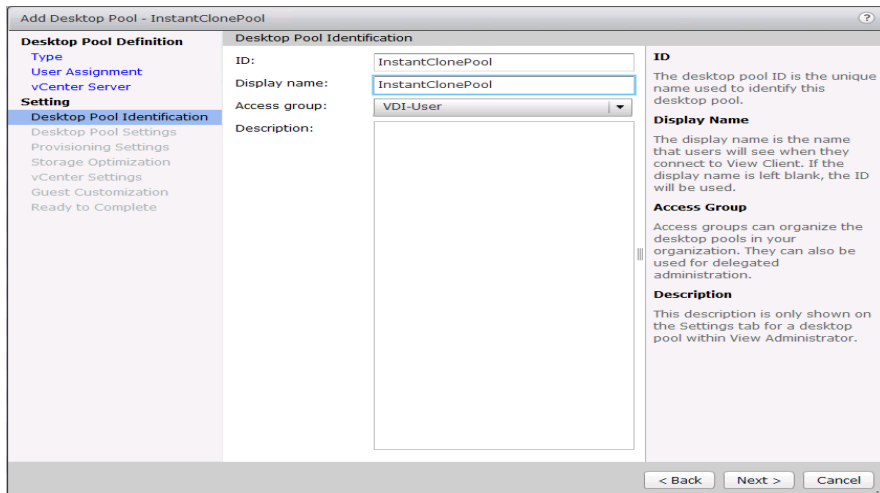 Add Desktop Pool - InstantClonePool
?
Desktop Pool Definition
Type
User Assignment
vCenter Server
Setting
Desktop Pool Identification
Desktop Pool Settings
Provisioning Settings
Storage Optimization
vCenter Settings
Guest Customization
Ready to Complete
Desktop Pool Identification
ID:
InstantClonePool
Display name:
InstantClonePool
Access group:
VDI-User
Description:
ID
The desktop pool ID is the unique
name used to identify this
desktop pool.
Display Name
The display name is the name
that users will see when they
connect to View Client. If the
display name is left blank, the ID
will be used.
Access Group
Access groups can organize the
desktop pools in your
organization. They can also be
used for delegated
administration.
Description
This description is only shown on
the Settings tab for a desktop
pool within View Administrator.
< Back
Next >
Cancel